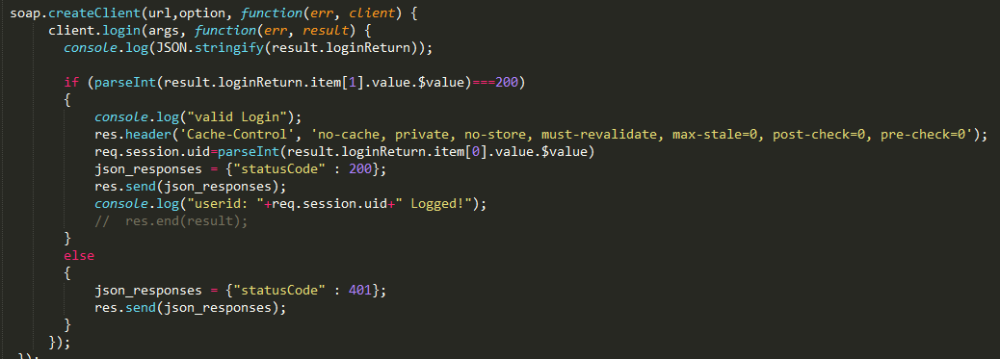 soap.createClient(url,option, function(err, client) {
client.login(args, function(err, result) {
console.log(JSON.stringify(result.loginReturn));
if (parseInt(result.loginReturn.item[1].value.$value)===200)
{
console.log("valid Login");
res.header('Cache-Control', 'no-cache, private, no-store, must-revalidate, max-stale=0, post-check=0, pre-check=0');
req.session.uid=parseInt(result.loginReturn.item[0].value.$value)
json_responses = {"statusCode" : 200};
res.send(json_responses);
console.log("userid: "+req.session.uid+" Logged!");
//  res.end(result);
}
else
{
json_responses = {"statusCode" : 401};
res.send(json_responses);
}
});
});